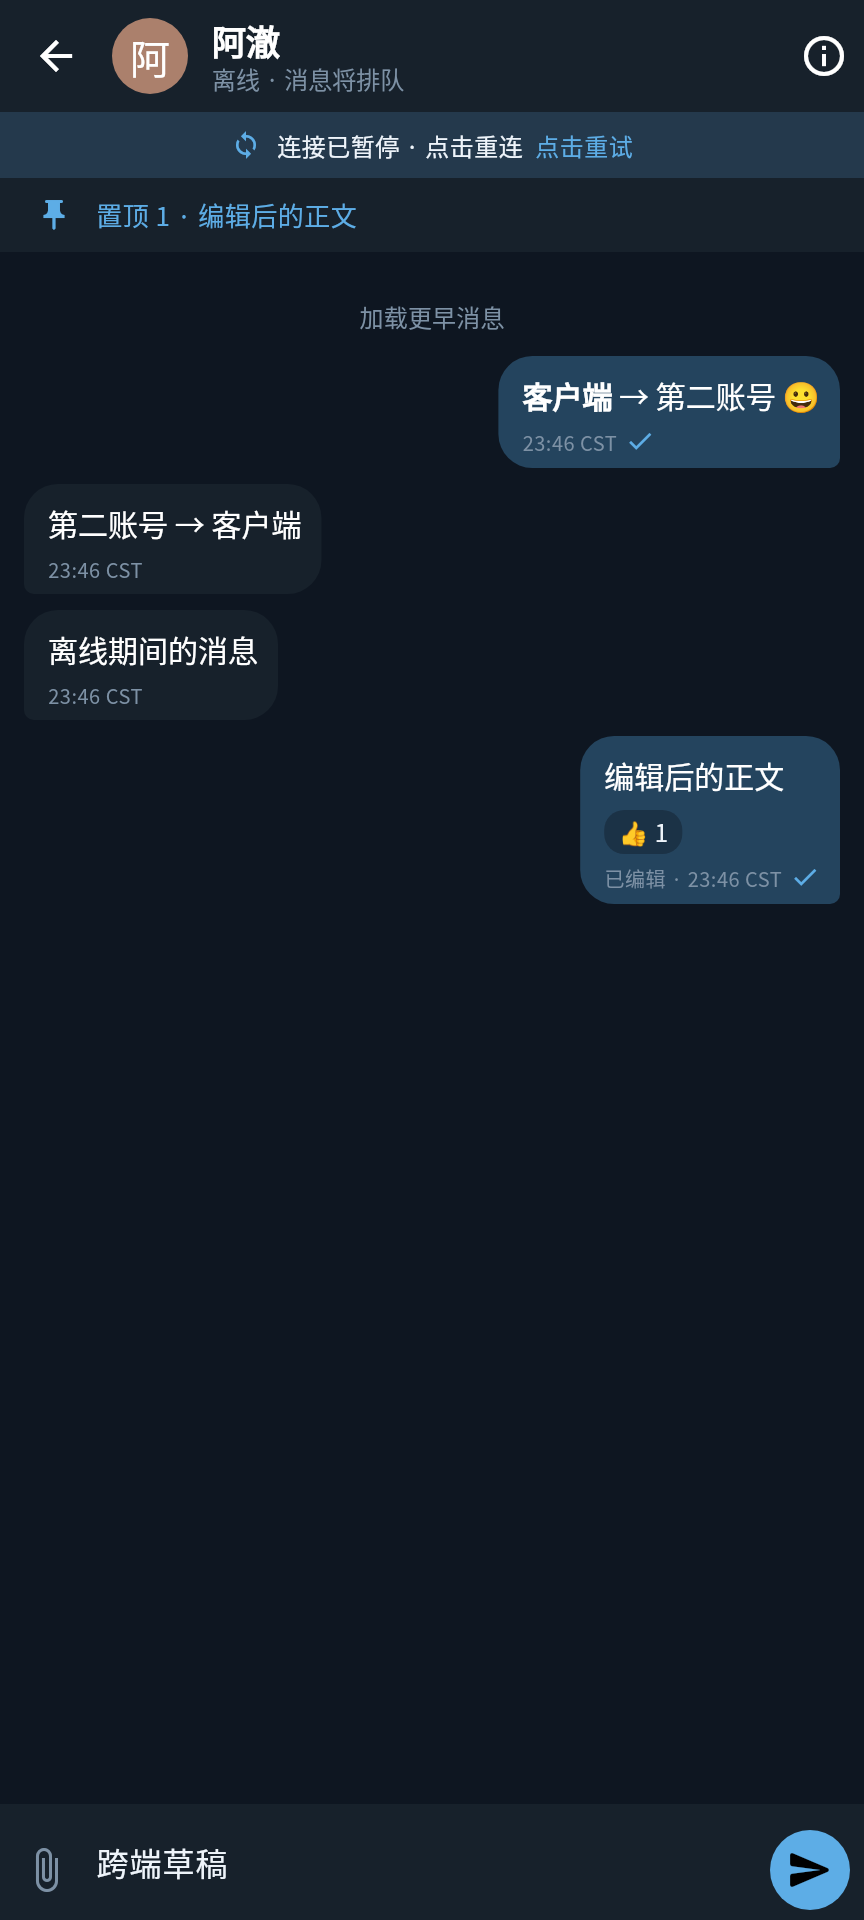 阿
阿澈
离线 · 消息将排队
连接已暂停 · 点击重连 点击重试
置顶 1 · 编辑后的正文
加载更早消息
客户端 → 第二账号 😀
23:46 CST
第二账号 → 客户端
23:46 CST
离线期间的消息
23:46 CST
编辑后的正文
👍 1
已编辑 · 23:46 CST
跨端草稿